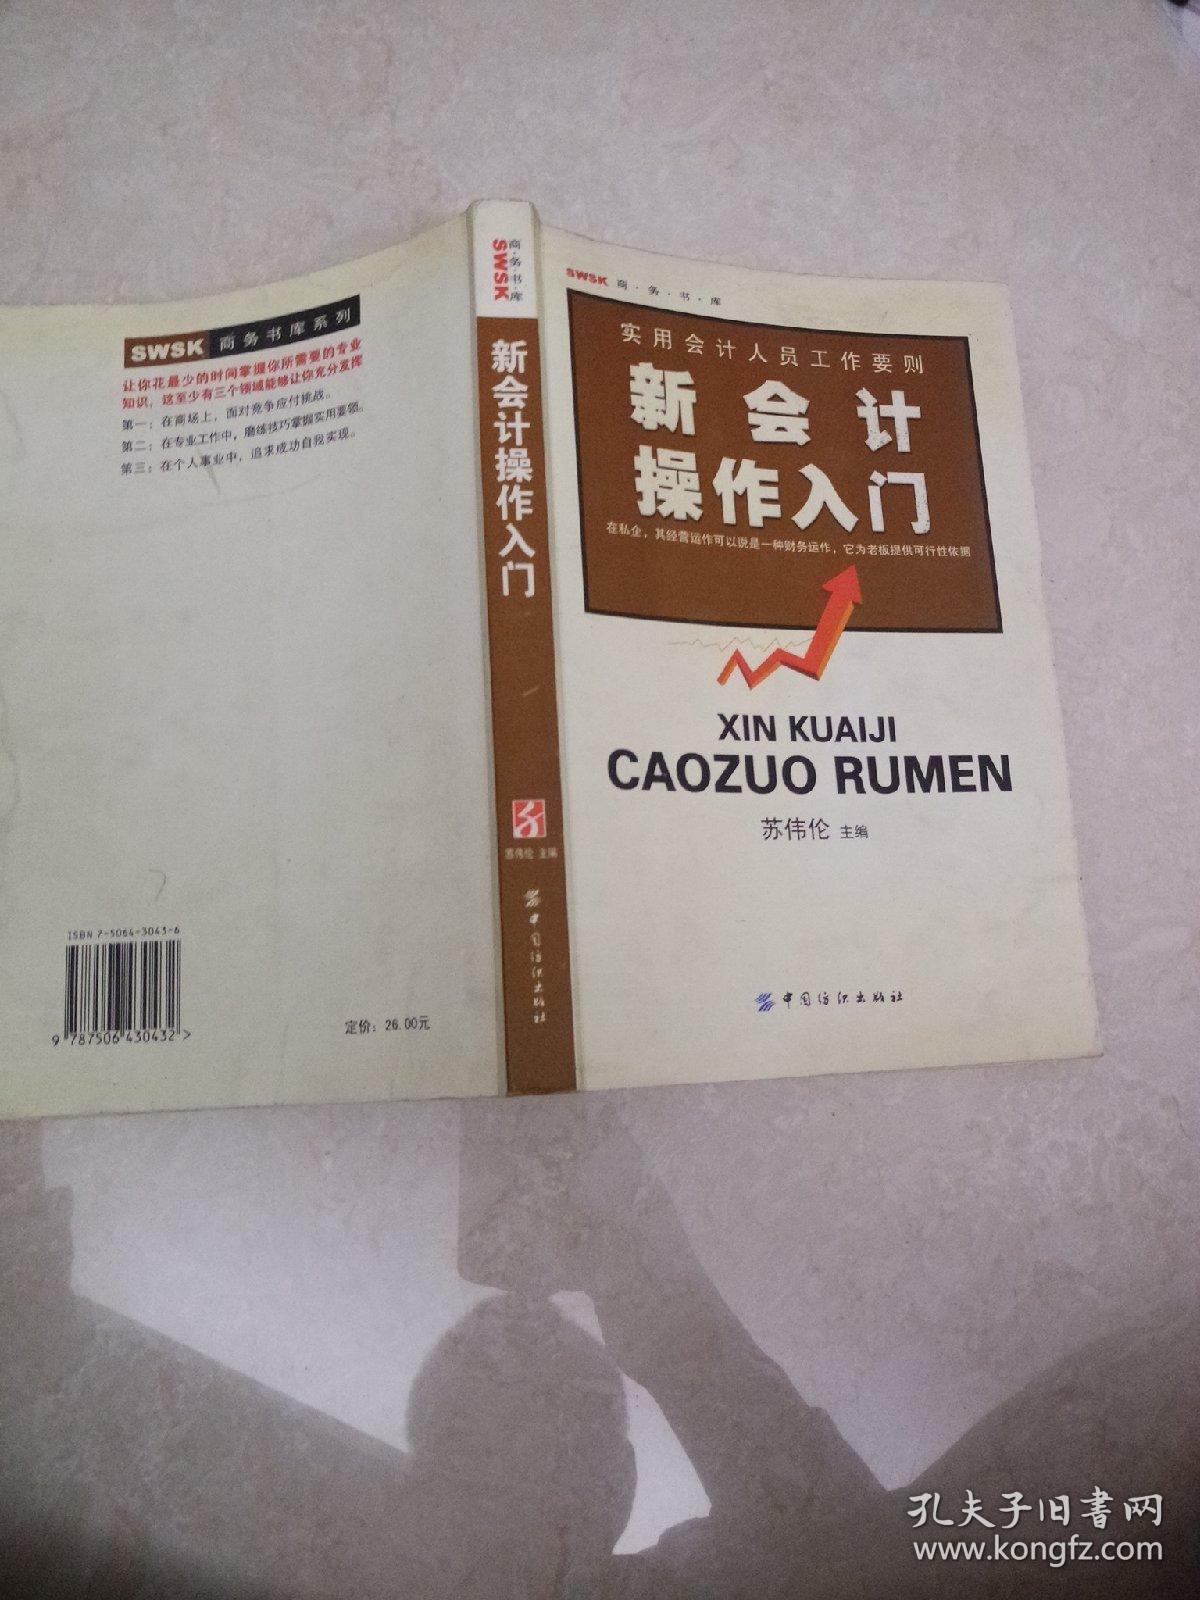 SWSK 商务书库系列
让你花最少的时间掌握你所需要的专业
知识，这至少有三个领域能够让你充分发挥
第一：在商场上，面对竞争应付挑战。
第二：在专业工作中，磨练技巧掌握实用要领。
第三：在个人事业中，追求成功自我实现。
ISBN 7-5064-3043-6
9 787506 430432 >
定价：26.00元
SWSK 商·务·书·库
新会计操作入门
苏伟伦 主编
中国纺织出版社
SWSK 商·务·书·库
实用会计人员工作要则
新会计
操作入门
在私企，其经营运作可以说是一种财务运作，它为老板提供可行性依据
XIN KUAIJI
CAOZUO RUMEN
苏伟伦 主编
中国纺织出版社
孔夫子旧书网
www.kongfz.com